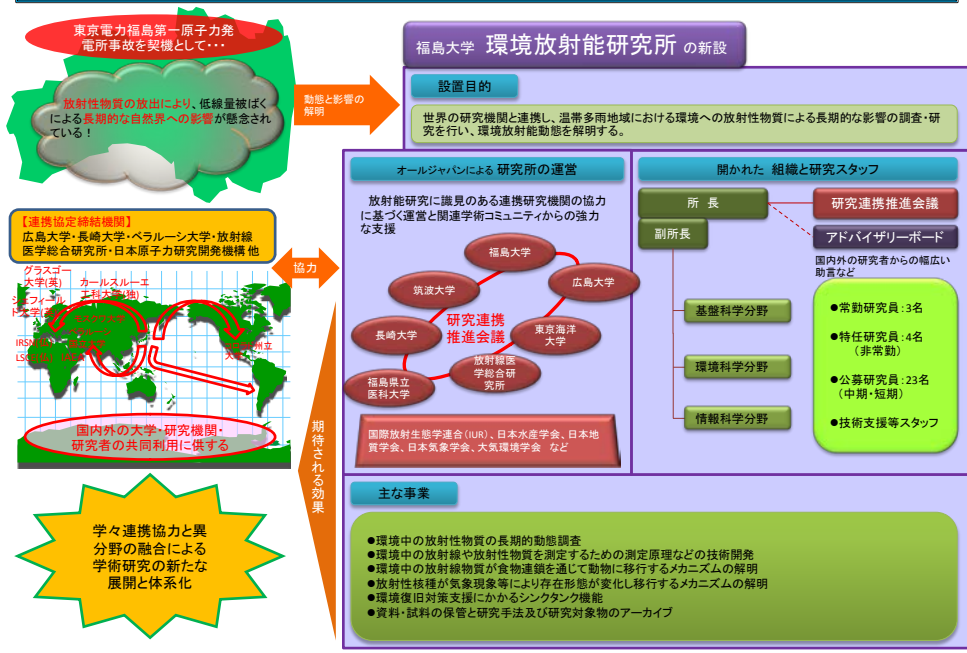 東京電力福島第一原子力発
電所事故を契機として・・・
放射性物質の放出により、低線量被ばく
による長期的な自然界への影響が懸念され
ている！
動態と影響の
解明
福島大学 環境放射能研究所 の新設
設置目的
世界の研究機関と連携し、温帯多雨地域における環境への放射性物質による長期的な影響の調査・研
究を行い、環境放射能動態を解明する。
【連携協定締結機関】
広島大学・長崎大学・ベラルーシ大学・放射線
医学総合研究所・日本原子力研究開発機構 他
協力
グラスゴー
大学(英)
カールスルーエ
工科大学(独)
シェフィール
ド大学(英)
ベラルーシ
IRSN(仏)
国内外の大学・研究機関・
研究者の共同利用に供する
期待される効果
学々連携協力と異
分野の融合による
学術研究の新たな
展開と体系化
オールジャパンによる 研究所の運営
放射能研究に識見のある連携研究機関の協力
に基づく運営と関連学術コミュニティからの強力
な支援
福島大学
筑波大学
広島大学
長崎大学
研究連携
推進会議
東京海洋
大学
福島県立
医科大学
放射線医
学総合研
究所
国際放射生態学連合(IUR)、日本水産学会、日本地
質学会、日本気象学会、大気環境学会 など
開かれた 組織と研究スタッフ
所 長
研究連携推進会議
副所長
アドバイザリーボード
国内外の研究者からの幅広い
助言など
基盤科学分野
環境科学分野
情報科学分野
●常勤研究員：3名
●特任研究員：4名
(非常勤)
●公募研究員：23名
(中期・短期)
●技術支援等スタッフ
主な事業
●環境中の放射性物質の長期的動態調査
●環境中の放射線や放射性物質を測定するための測定原理などの技術開発
●環境中の放射線物質が食物連鎖を通じて動物に移行するメカニズムの解明
●放射性核種が気象現象等により存在形態が変化し移行するメカニズムの解明
●環境復旧対策支援にかかるシンクタンク機能
●資料・試料の保管と研究手法及び研究対象物のアーカイブ